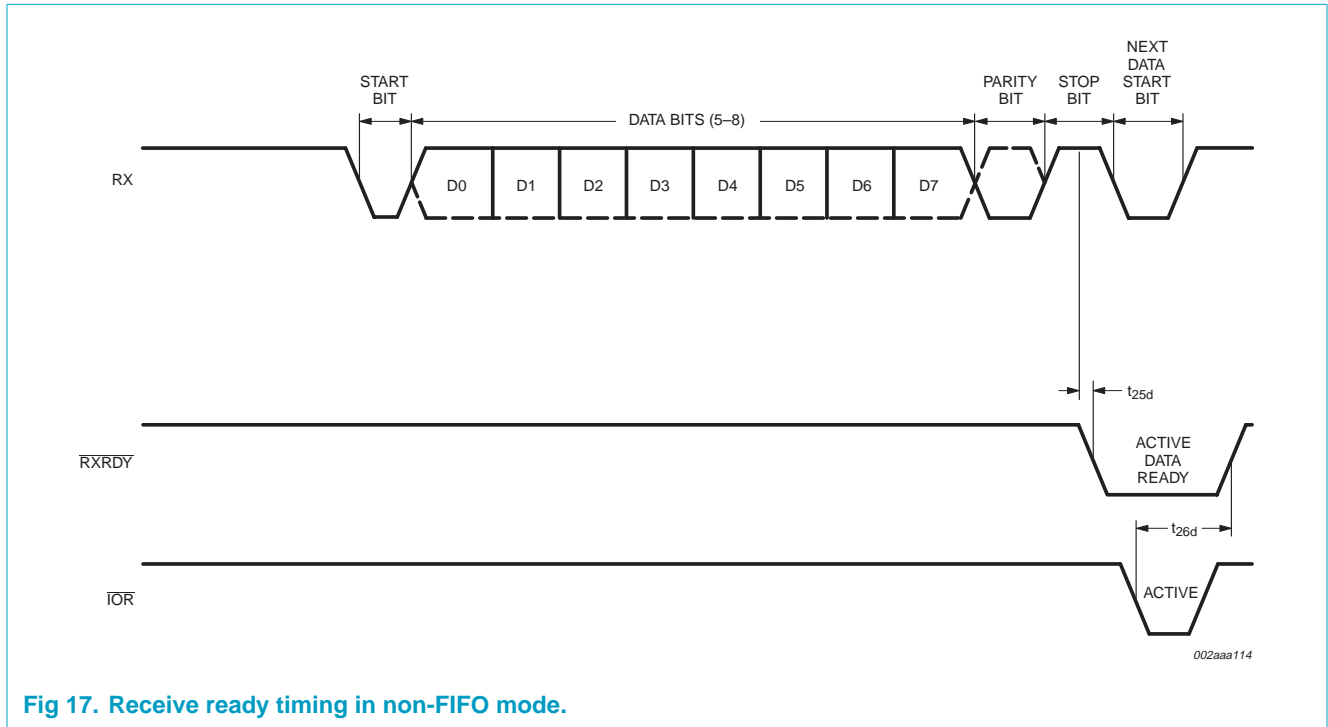 NEXT
DATA
START
BIT
START
BIT
PARITY
BIT
STOP
BIT
DATA BITS (5–8)
RX
D0 D1 D2 D3 D4 D5 D6 D7
t25d
RXRDY
ACTIVE
DATA
READY
t26d
IOR
ACTIVE
002aaa114
Fig 17. Receive ready timing in non-FIFO mode.